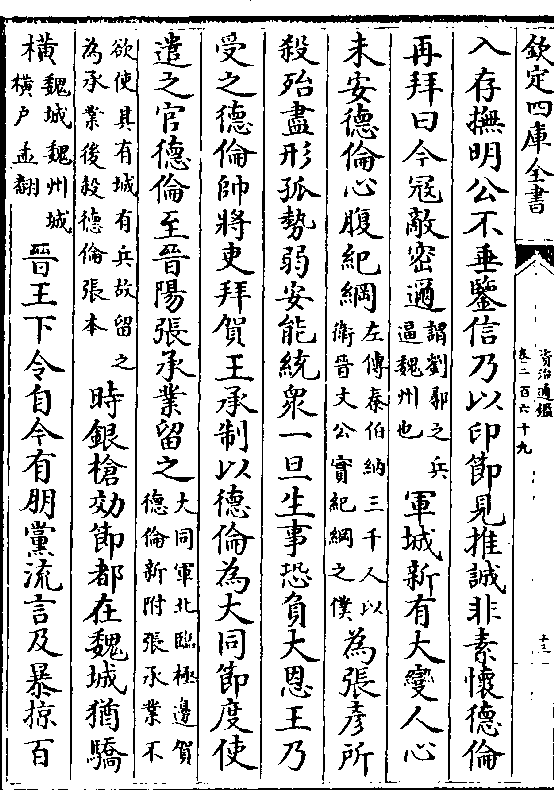 欽定四庫全書
資治通鑑
卷二百六十九
十三
入存撫明公不垂鑒信乃以印節見推誠非素懷德倫
再拜曰今冦敵密邇謂劉鄩之兵逼魏州也軍城新有大變人心
未安德倫心腹紀綱左傳秦伯納三千人以衛晉文公實紀綱之僕為張彥所
殺殆盡形孤勢弱安能統衆一旦生事恐負大恩王乃
受之德倫帥將吏拜賀王承制以德倫為大同節度使
遣之官德倫至晉陽張承業留之大同軍北臨極邊賀德倫新附張承業不
欲使其有城有兵故留之為承業後殺德倫張本時銀槍効節都在魏城猶驕
橫魏城魏州城橫户孟翻晉王下令自今有朋黨流言及暴掠百